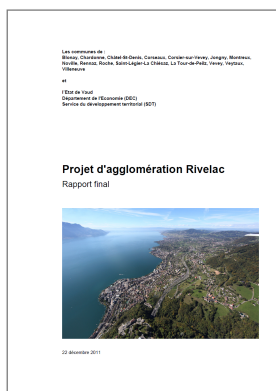 Les communes de :
Blonay, Chardonne, Châtel-St-Denis, Corseaux, Corsier-sur-Vevey, Jongny, Montreux,
Noville, Rennaz, Roche, Saint-Légier-La Chiésaz, La Tour-de-Peilz, Vevey, Veytaux,
Villeneuve
et
l'Etat de Vaud
Département de l'Economie (DEC)
Service du développement territorial (SDT)
Projet d'agglomération Rivelac
Rapport final
22 décembre 2011